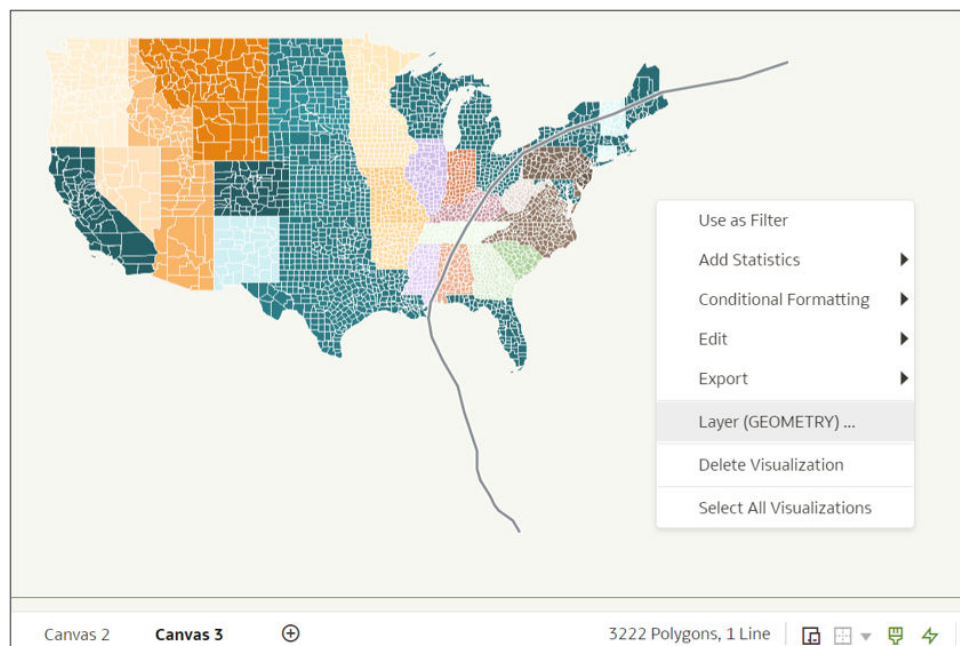 Use as Filter
Add Statistics
Conditional Formatting
Edit
Export
Layer (GEOMETRY) ...
Delete Visualization
Select All Visualizations
Canvas 2
Canvas 3
3222 Polygons, 1 Line